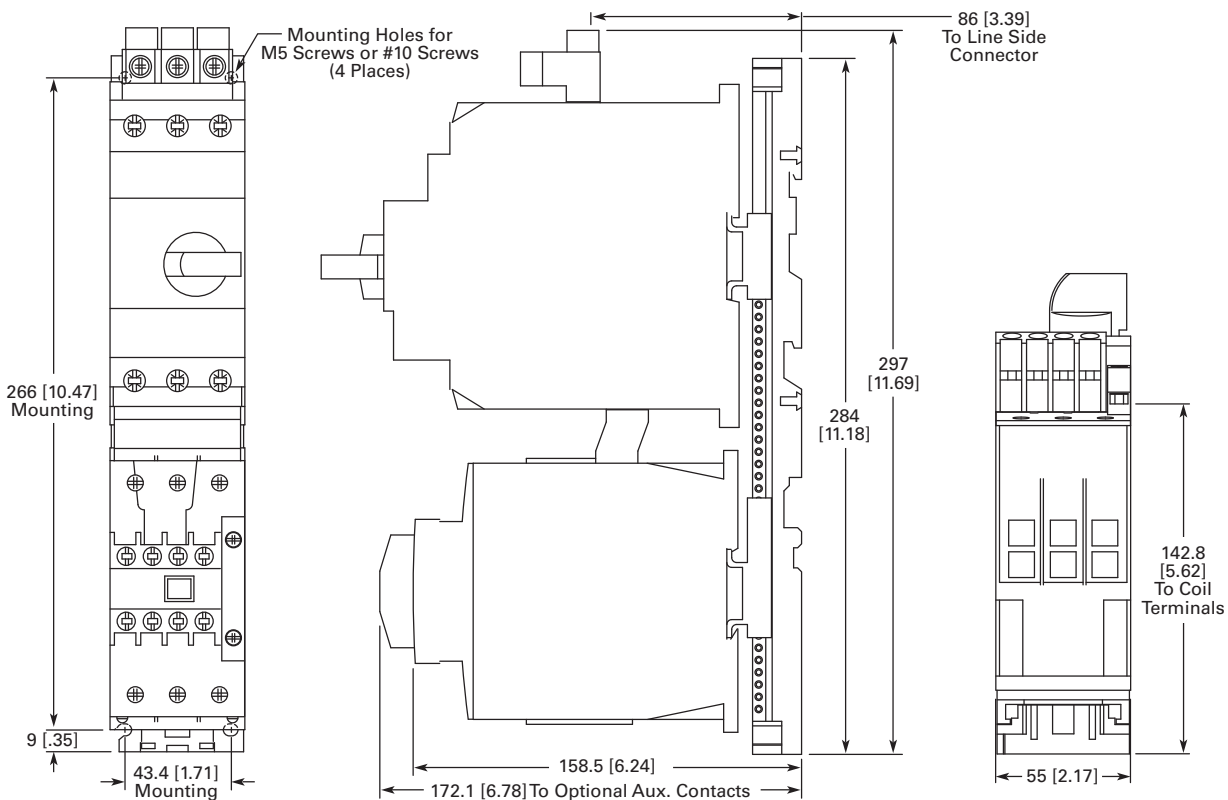 Mounting Holes for
M5 Screws or #10 Screws
(4 Places)
86 [3.39]
To Line Side
Connector
266 [10.47]
Mounting
297
[11.69]
284
[11.18]
142.8
[5.62]
To Coil
Terminals
9 [.35]
43.4 [1.71]
Mounting
158.5 [6.24]
172.1 [6.78] To Optional Aux. Contacts
55 [2.17]